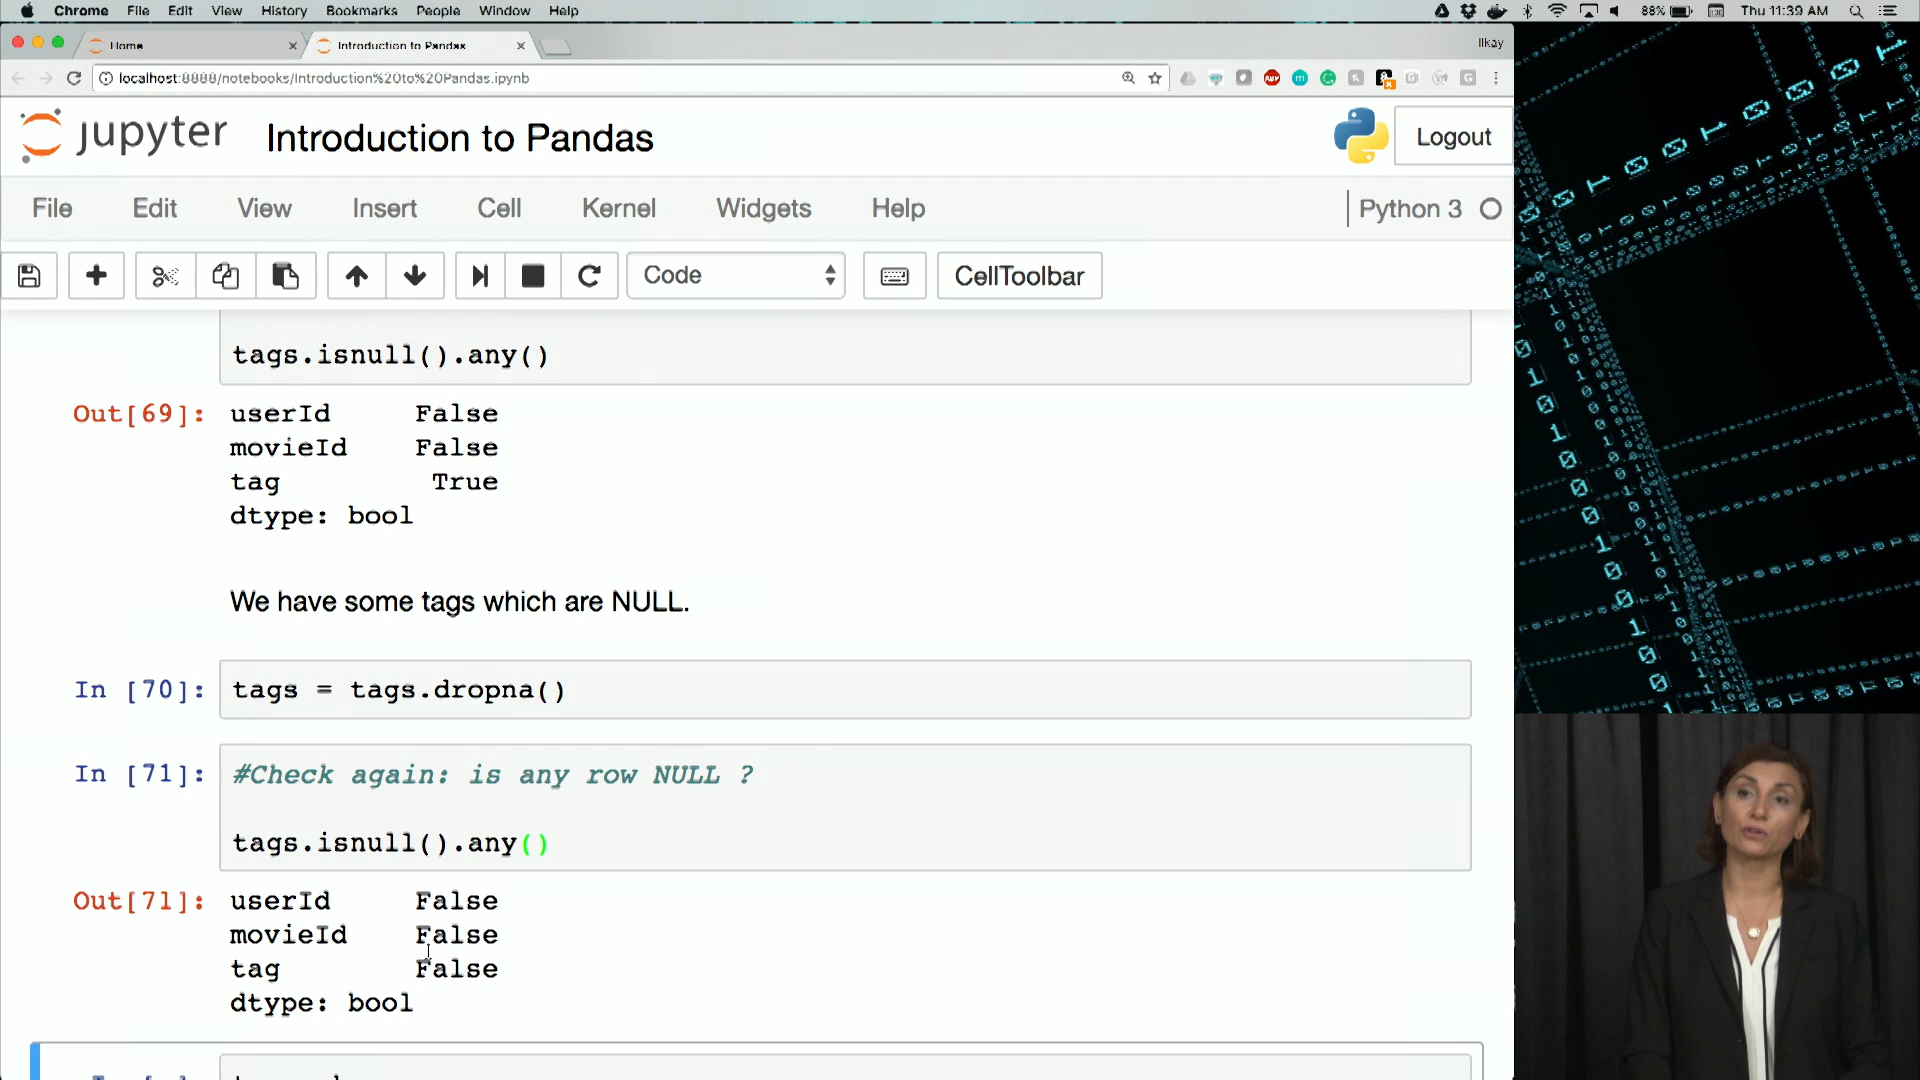 Chrome File Edit View History Bookmarks People Window Help 88% Thu 11:39 AM
Home Introduction to Pandas Ilkay
localhost:8888/notebooks/Introduction%20to%20Pandas.ipynb
jupyter Introduction to Pandas Logout
File Edit View Insert Cell Kernel Widgets Help Python 3
Code CellToolbar
tags.isnull().any()
Out[69]: userId False
movieId False
tag True
dtype: bool
We have some tags which are NULL.
In [70]: tags = tags.dropna()
In [71]: #Check again: is any row NULL ?
tags.isnull().any()
Out[71]: userId False
movieId False
tag False
dtype: bool